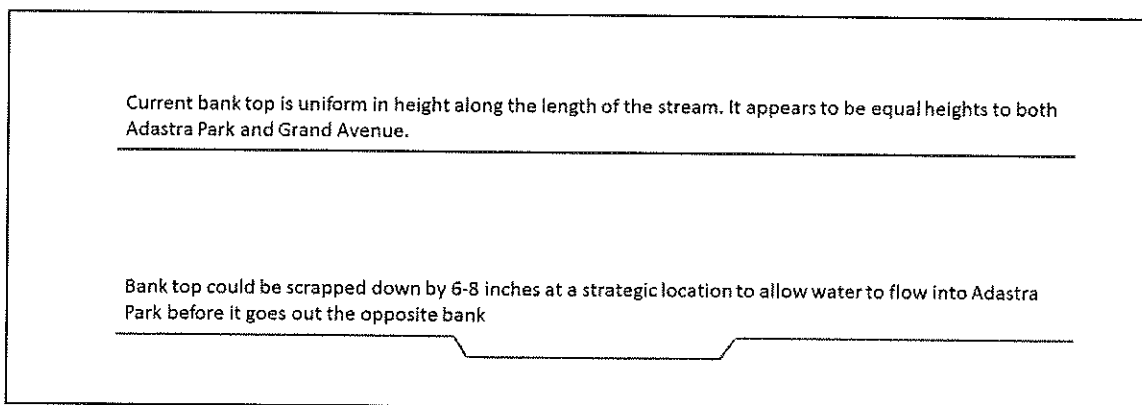 Current bank top is uniform in height along the length of the stream. It appears to be equal heights to both
Adastra Park and Grand Avenue.
Bank top could be scrapped down by 6-8 inches at a strategic location to allow water to flow into Adastra
Park before it goes out the opposite bank